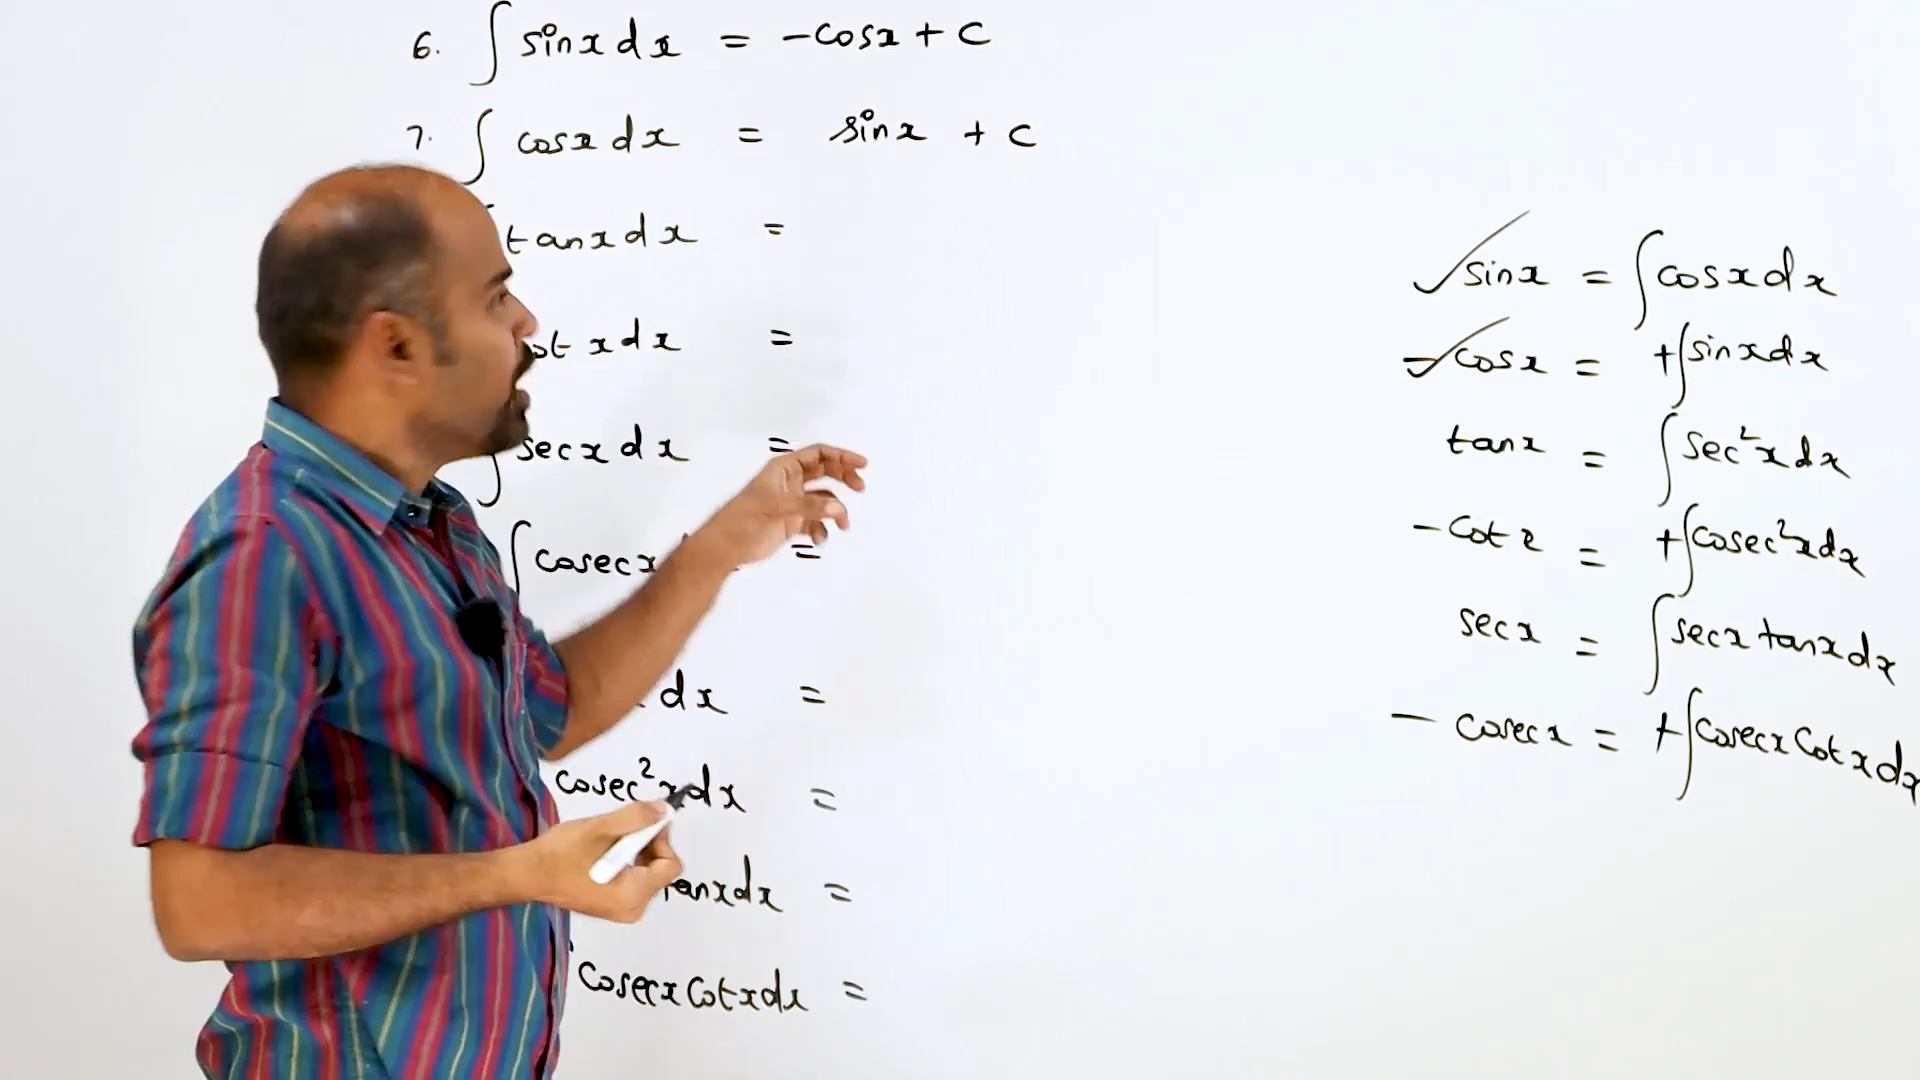 6. ∫ sinx dx = -cosx + c
7. ∫ cosx dx = sinx + c
tanx dx =
ot x dx =
∫ secx dx =
∫ cosecx =
dx =
cosec²x dx =
tanx dx =
cosecx cotx dx =
sinx = ∫ cosx dx
- cosx = +∫ sinx dx
tanx = ∫ sec²x dx
- cotx = +∫ cosec²x dx
secx = ∫ secx tanx dx
- cosecx = +∫ cosecx cotx dx